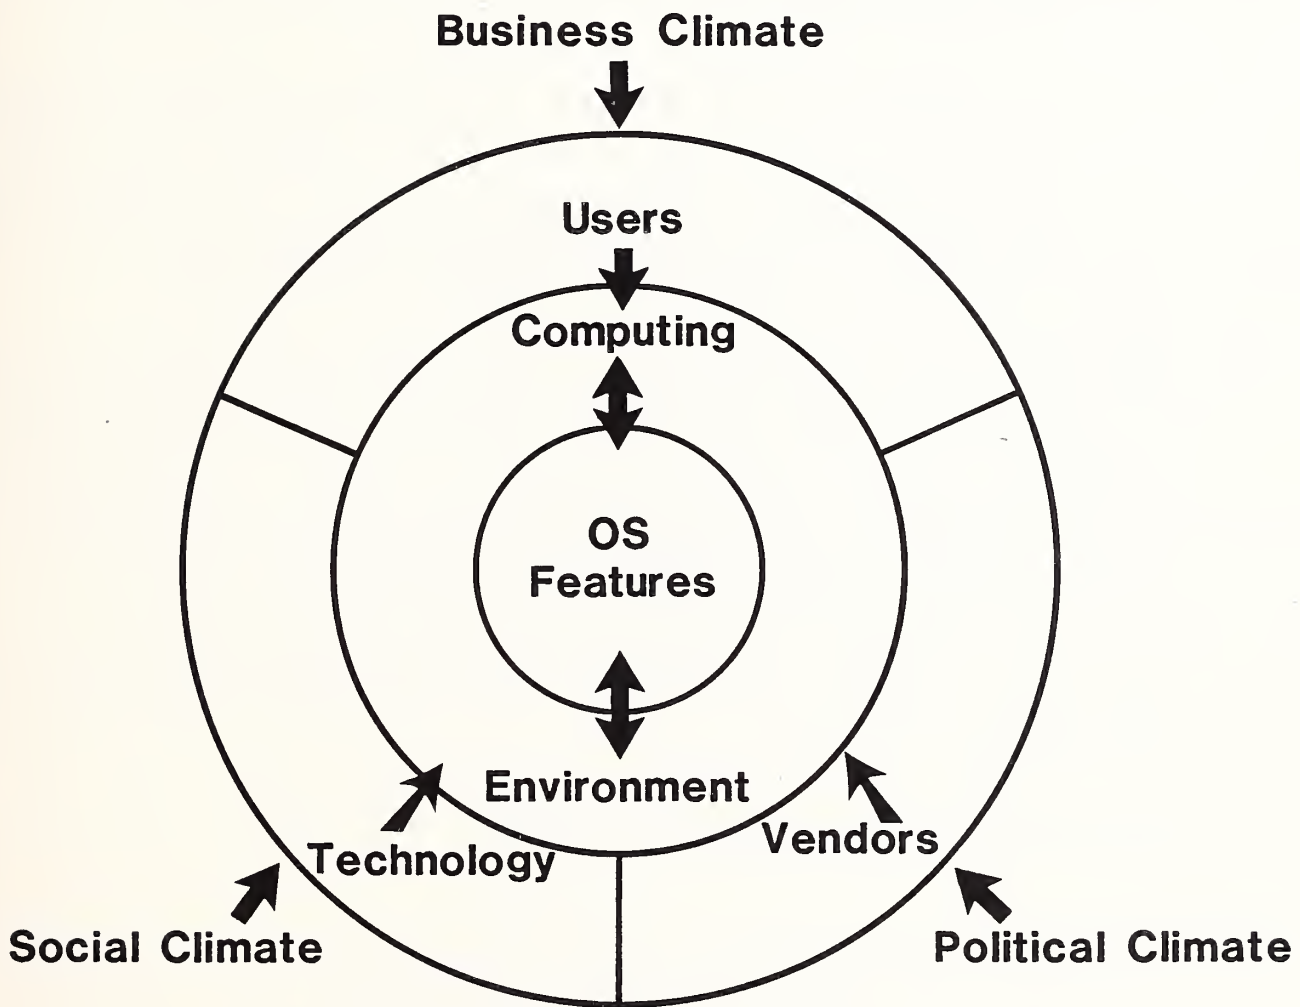 Business Climate
Users
Computing
OS
Features
Environment
Vendors
Technology
Social Climate
Political Climate